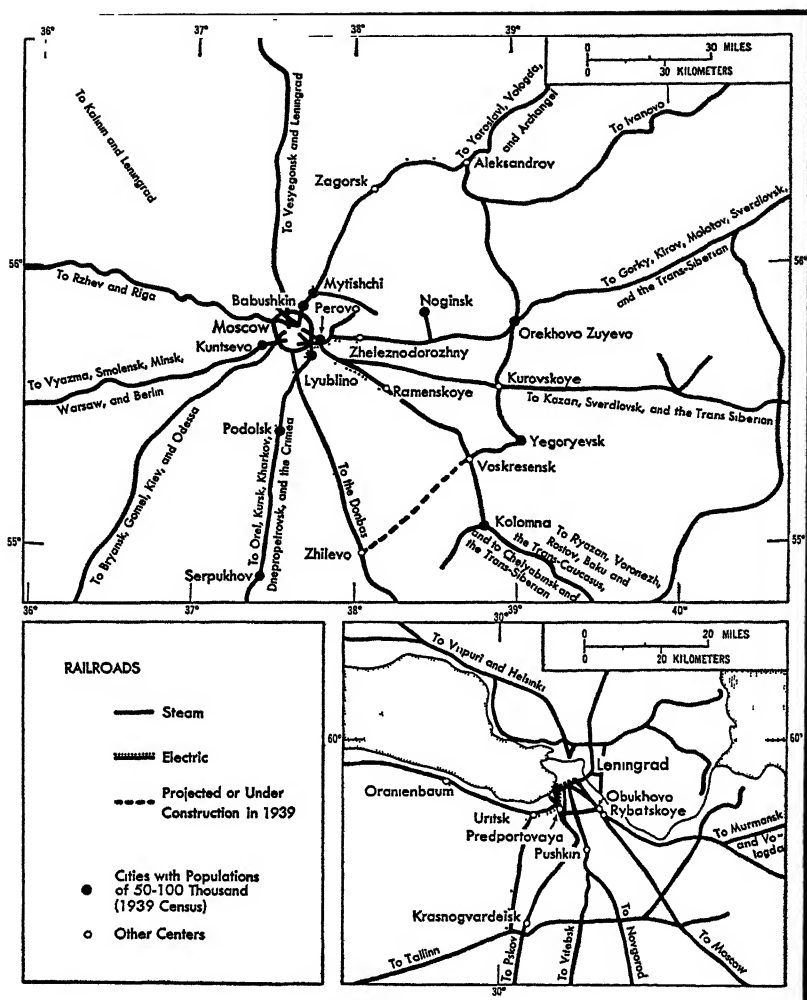 36°
37°
38°
39°
0 30 MILES
0 30 KILOMETERS
To Kalinin and Leningrad
To Vesyegonsk and Leningrad
To Yaroslavl, Vologda,
and Archangel
To Ivanovo
Aleksandrov
Zagorsk
To Gorky, Kirov, Molotov, Sverdlovsk,
and the Trans-Siberian
56°
56°
To Rzhev and Riga
Mytishchi
Babushkin
Perovo
Noginsk
Moscow
Orekhovo Zuyevo
Kuntsevo
Zheleznodorozhny
Lyublino
Kurovskoye
To Vyazma, Smolensk, Minsk,
Warsaw, and Berlin
Ramenskoye
To Kazan, Sverdlovsk, and the Trans Siberian
Podolsk
Yegoryevsk
Voskresensk
To Bryansk, Gomel, Kiev, and Odessa
To Orel, Kursk, Kharkov,
Dnepropetrovsk, and the Crimea
To the Donbas
Kolomna
To Ryazan, Voronezh,
Rostov, Baku and
the Trans-Caucasus,
and to Chelyabinsk and
the Trans-Siberian
55°
55°
Zhilevo
Serpukhov
36°
37°
38°
39°
40°
RAILROADS
Steam
Electric
Projected or Under
Construction in 1939
Cities with Populations
of 50-100 Thousand
(1939 Census)
Other Centers
30°
0 20 MILES
0 20 KILOMETERS
To Viipuri and Helsinki
60°
60°
Leningrad
Oranienbaum
Obukhovo
Rybatskoye
Uritsk
Predportovaya
Pushkin
To Murmansk
and Vo-
logda
Krasnogvardeisk
To Tallinn
To Pskov
To Vitebsk
To Novgorod
To Moscow
30°